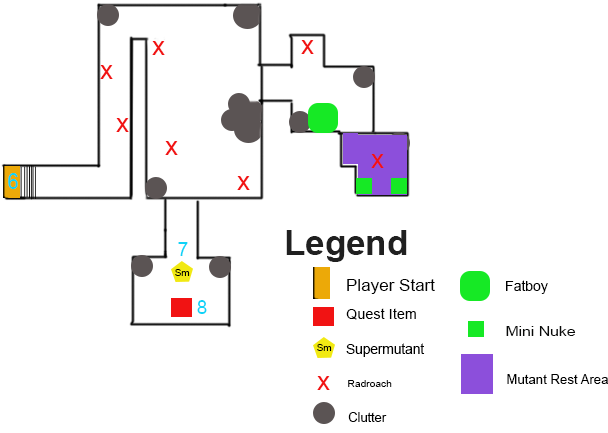 X
X
X
X
X
X
X
X
6
7
Sm
8
Legend
Player Start
Quest Item
Sm Supermutant
X Radroach
Clutter
Fatboy
Mini Nuke
Mutant Rest Area